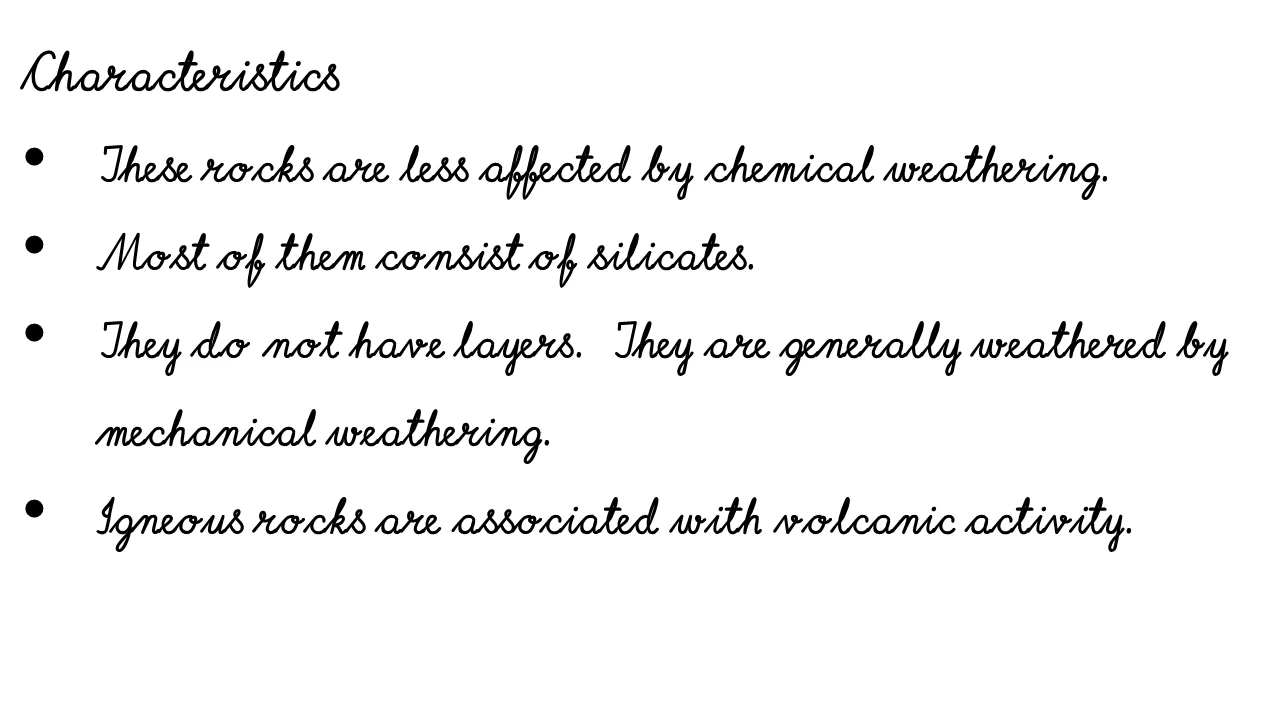 Characteristics
• These rocks are less affected by chemical weathering.
• Most of them consist of silicates.
• They do not have layers. They are generally weathered by
mechanical weathering.
• Igneous rocks are associated with volcanic activity.